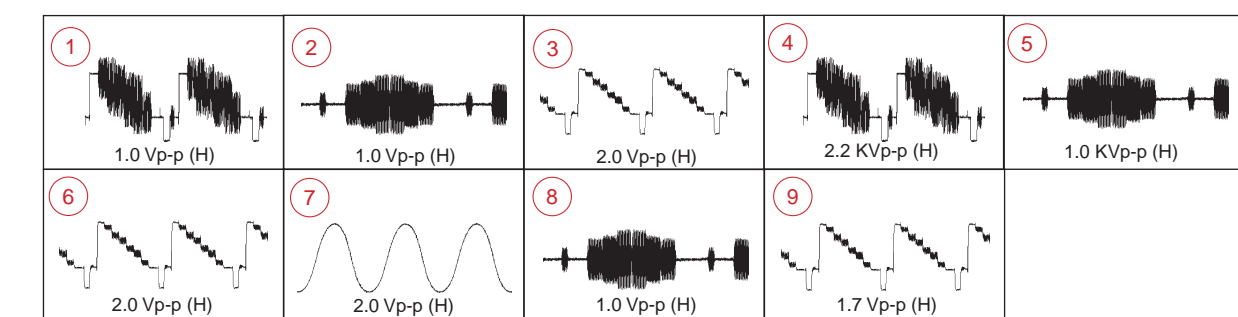 1
2
3
4
5
1.0 Vp-p (H)
1.0 Vp-p (H)
2.0 Vp-p (H)
2.2 KVp-p (H)
1.0 KVp-p (H)
6
7
8
9
2.0 Vp-p (H)
2.0 Vp-p (H)
1.0 Vp-p (H)
1.7 Vp-p (H)